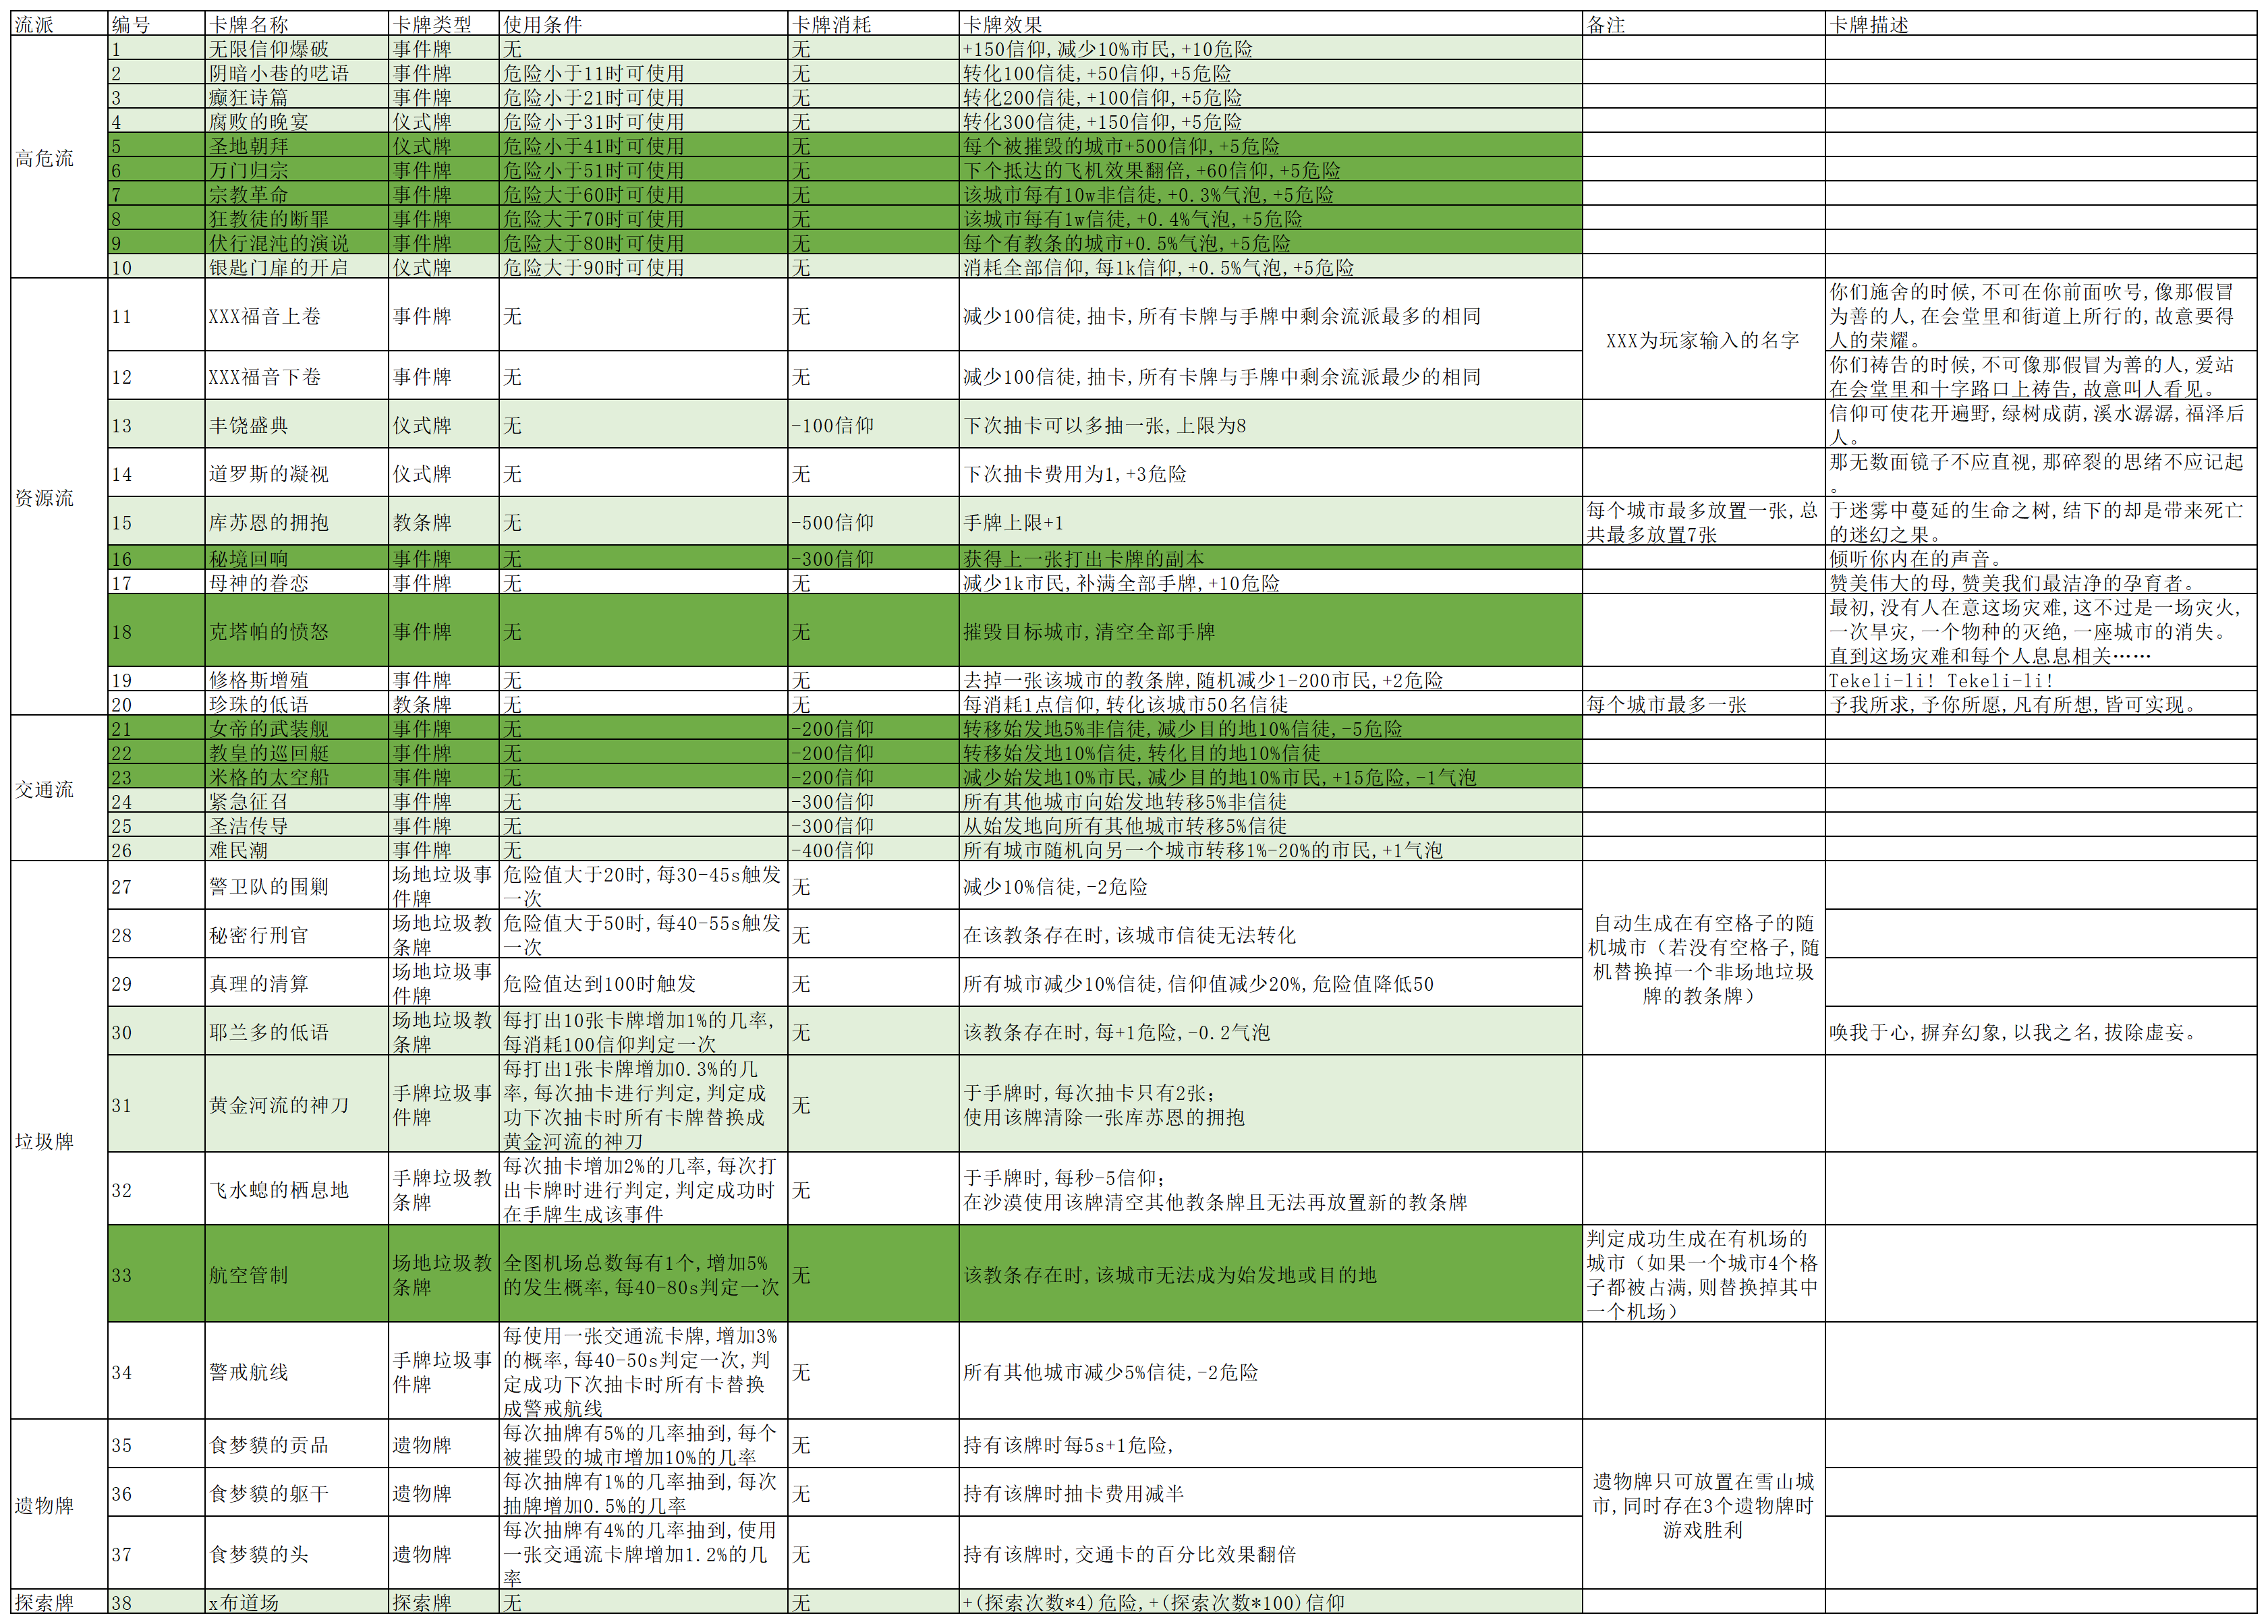 流派 编号 卡牌名称 卡牌类型 使用条件 卡牌消耗 卡牌效果 备注 卡牌描述
高危流
1 无限信仰爆破 事件牌 无 无 +150信仰,减少10%市民,+10危险
2 阴暗小巷的呓语 事件牌 危险小于11时可使用 无 转化100信徒,+50信仰,+5危险
3 癫狂诗篇 事件牌 危险小于21时可使用 无 转化200信徒,+100信仰,+5危险
4 腐败的晚宴 仪式牌 危险小于31时可使用 无 转化300信徒,+150信仰,+5危险
5 圣地朝拜 仪式牌 危险小于41时可使用 无 每个被摧毁的城市+500信仰,+5危险
6 万门归宗 事件牌 危险小于51时可使用 无 下个抵达的飞机效果翻倍,+60信仰,+5危险
7 宗教革命 事件牌 危险大于60时可使用 无 该城市每有10w非信徒,+0.3%气泡,+5危险
8 狂教徒的断罪 事件牌 危险大于70时可使用 无 该城市每有1w信徒,+0.4%气泡,+5危险
9 伏行混沌的演说 事件牌 危险大于80时可使用 无 每个有教条的城市+0.5%气泡,+5危险
10 银匙门扉的开启 仪式牌 危险大于90时可使用 无 消耗全部信仰,每1k信仰,+0.5%气泡,+5危险
资源流
11 XXX福音上卷 事件牌 无 无 减少100信徒,抽卡,所有卡牌与手牌中剩余流派最多的相同
XXX为玩家输入的名字
你们施舍的时候,不可在你前面吹号,像那假冒
为善的人,在会堂里和街道上所行的,故意要得
人的荣耀。
12 XXX福音下卷 事件牌 无 无 减少100信徒,抽卡,所有卡牌与手牌中剩余流派最少的相同
你们祷告的时候,不可像那假冒为善的人,爱站
在会堂里和十字路口上祷告,故意叫人看见。
13 丰饶盛典 仪式牌 无 -100信仰 下次抽卡可以多抽一张,上限为8
信仰可使花开遍野,绿树成荫,溪水潺潺,福泽后
人。
14 道罗斯的凝视 仪式牌 无 无 下次抽卡费用为1,+3危险
那无数面镜子不应直视,那碎裂的思绪不应记起
。
15 库苏恩的拥抱 教条牌 无 -500信仰 手牌上限+1
每个城市最多放置一张,总
共最多放置7张
于迷雾中蔓延的生命之树,结下的却是带来死亡
的迷幻之果。
16 秘境回响 事件牌 无 -300信仰 获得上一张打出卡牌的副本 倾听你内在的声音。
17 母神的眷恋 事件牌 无 无 减少1k市民,补满全部手牌,+10危险 赞美伟大的母,赞美我们最洁净的孕育者。
18 克塔帕的愤怒 事件牌 无 无 摧毁目标城市,清空全部手牌
最初,没有人在意这场灾难,这不过是一场灾火,
一次旱灾,一个物种的灭绝,一座城市的消失。
直到这场灾难和每个人息息相关……
19 修格斯增殖 事件牌 无 无 去掉一张该城市的教条牌,随机减少1-200市民,+2危险 Tekeli-li! Tekeli-li!
20 珍珠的低语 教条牌 无 无 每消耗1点信仰,转化该城市50名信徒 每个城市最多一张 予我所求,予你所愿,凡有所想,皆可实现。
交通流
21 女帝的武装舰 事件牌 无 -200信仰 转移始发地5%非信徒,减少目的地10%信徒,-5危险
22 教皇的巡回艇 事件牌 无 -200信仰 转移始发地10%信徒,转化目的地10%信徒
23 米格的太空船 事件牌 无 -200信仰 减少始发地10%市民,减少目的地10%市民,+15危险,-1气泡
24 紧急征召 事件牌 无 -300信仰 所有其他城市向始发地转移5%非信徒
25 圣洁传导 事件牌 无 -300信仰 从始发地向所有其他城市转移5%信徒
26 难民潮 事件牌 无 -400信仰 所有城市随机向另一个城市转移1%-20%的市民,+1气泡
垃圾牌
27 警卫队的围剿
场地垃圾事
件牌
危险值大于20时,每30-45s触发
一次
无 减少10%信徒,-2危险
自动生成在有空格子的随
机城市（若没有空格子,随
机替换掉一个非场地垃圾
牌的教条牌）
28 秘密行刑官
场地垃圾教
条牌
危险值大于50时,每40-55s触发
一次
无 在该教条存在时,该城市信徒无法转化
29 真理的清算
场地垃圾事
件牌
危险值达到100时触发 无 所有城市减少10%信徒,信仰值减少20%,危险值降低50
30 耶兰多的低语
场地垃圾教
条牌
每打出10张卡牌增加1%的几率,
每消耗100信仰判定一次
无 该教条存在时,每+1危险,-0.2气泡 唤我于心,摒弃幻象,以我之名,拔除虚妄。
31 黄金河流的神刀
手牌垃圾事
件牌
每打出1张卡牌增加0.3%的几
率,每次抽卡进行判定,判定成
功下次抽卡时所有卡牌替换成
黄金河流的神刀
无
于手牌时,每次抽卡只有2张;
使用该牌清除一张库苏恩的拥抱
32 飞水螅的栖息地
手牌垃圾教
条牌
每次抽卡增加2%的几率,每次打
出卡牌时进行判定,判定成功时
在手牌生成该事件
无
于手牌时,每秒-5信仰;
在沙漠使用该牌清空其他教条牌且无法再放置新的教条牌
33 航空管制
场地垃圾教
条牌
全图机场总数每有1个,增加5%
的发生概率,每40-80s判定一次
无 该教条存在时,该城市无法成为始发地或目的地
判定成功生成在有机场的
城市（如果一个城市4个格
子都被占满,则替换掉其中
一个机场）
34 警戒航线
手牌垃圾事
件牌
每使用一张交通流卡牌,增加3%
的概率,每40-50s判定一次,判
定成功下次抽卡时所有卡替换
成警戒航线
无 所有其他城市减少5%信徒,-2危险
遗物牌
35 食梦貘的贡品 遗物牌
每次抽牌有5%的几率抽到,每个
被摧毁的城市增加10%的几率
无 持有该牌时每5s+1危险,
遗物牌只可放置在雪山城
市,同时存在3个遗物牌时
游戏胜利
36 食梦貘的躯干 遗物牌
每次抽牌有1%的几率抽到,每次
抽牌增加0.5%的几率
无 持有该牌时抽卡费用减半
37 食梦貘的头 遗物牌
每次抽牌有4%的几率抽到,使用
一张交通流卡牌增加1.2%的几
率
无 持有该牌时,交通卡的百分比效果翻倍
探索牌 38 x布道场 探索牌 无 无 +(探索次数*4)危险,+(探索次数*100)信仰